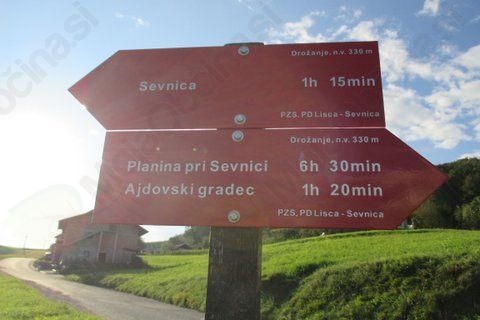 Drožanje, n.v. 330 m
Sevnica 1h 15min
PZS, PD Lisca - Sevnica
Drožanje, n.v. 330 m
Planina pri Sevnici 6h 30min
Ajdovski gradec 1h 20min
PZS, PD Lisca - Sevnica